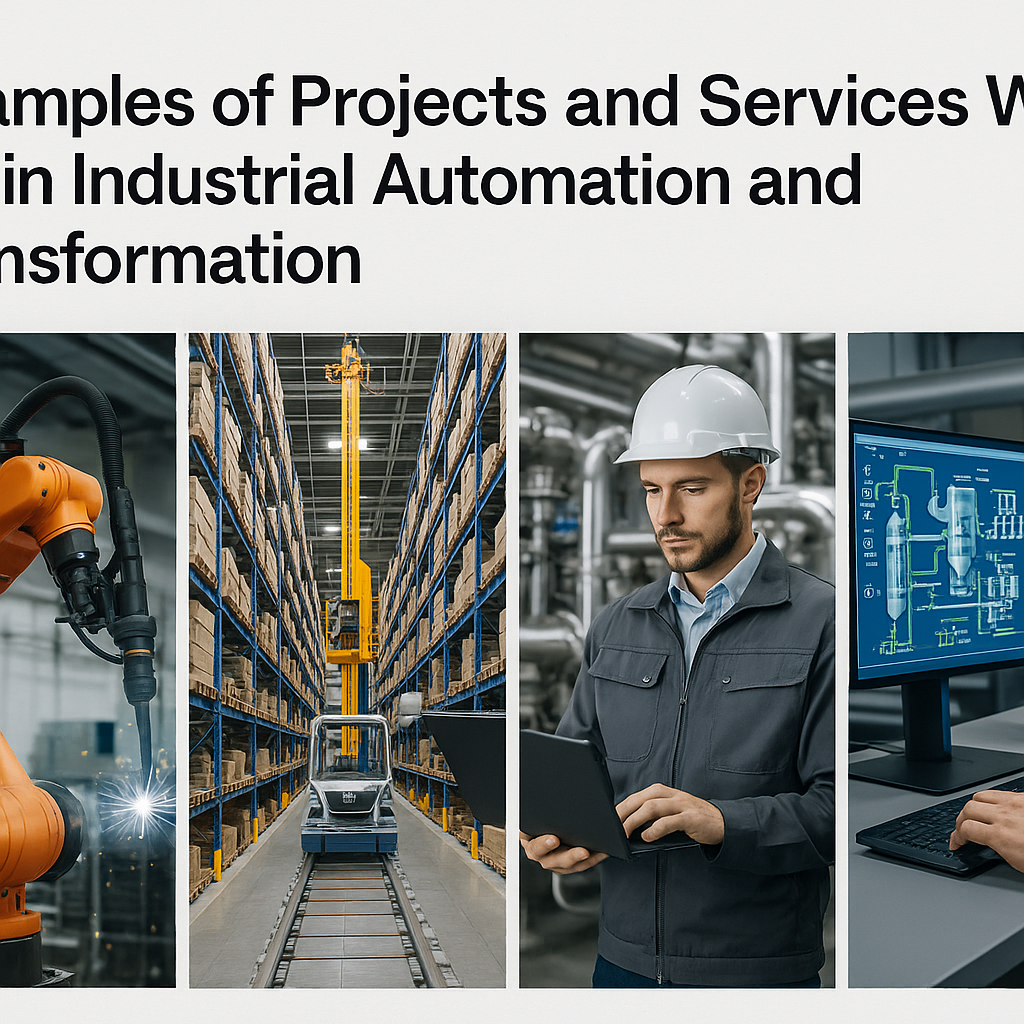 amples of Projects and Services W
in Industrial Automation and
nsformation